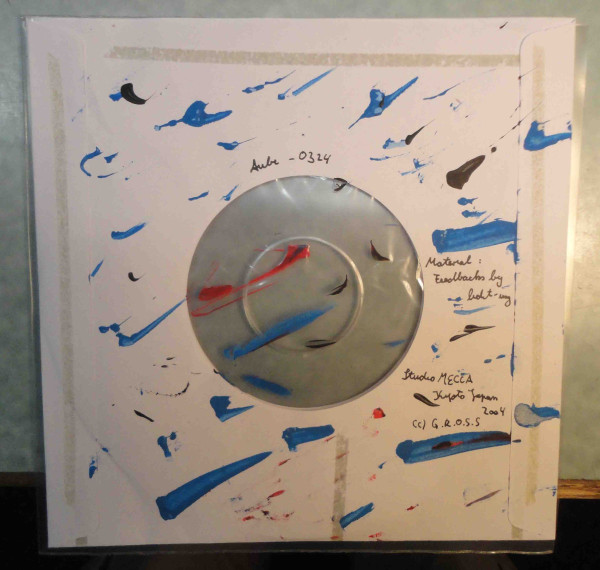 Aube - 0324
Material :
Feedbacks by
Studio MECCA
Kyoto Japan
2004
(c) G.R.O.S.S